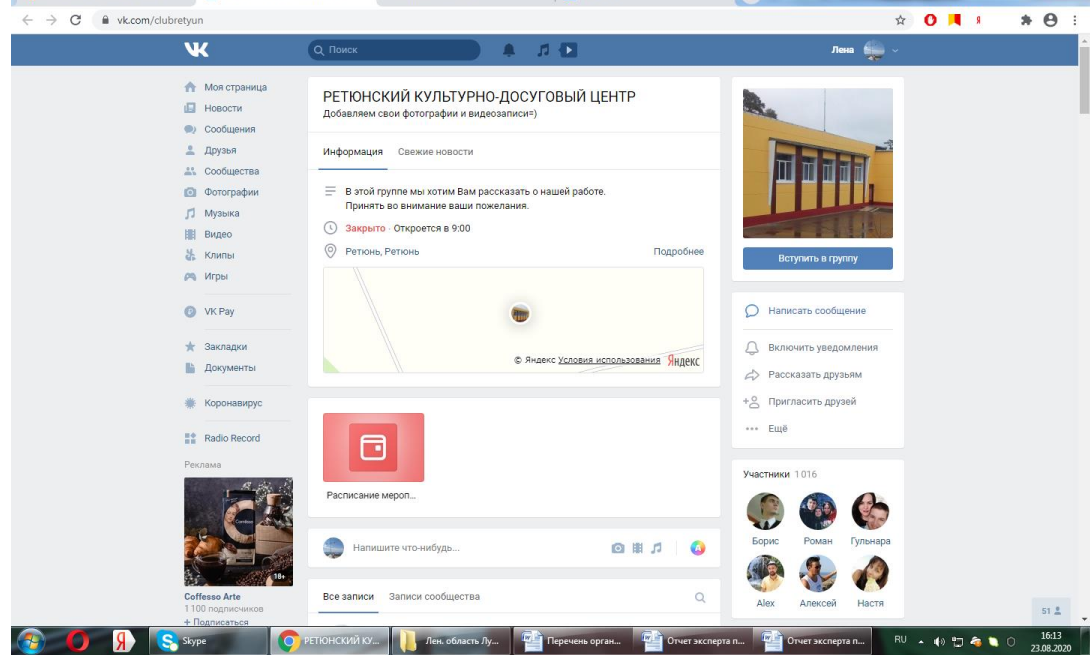 vk.com/clubretyun
Поиск
Лена
Моя страница
Новости
Сообщения
Друзья
Сообщества
Фотографии
Музыка
Видео
Клипы
Игры
VK Pay
Закладки
Документы
Коронавирус
Radio Record
Реклама
18+
Coffesso Arte
1 100 подписчиков
+ Подписаться
РЕТЮНСКИЙ КУЛЬТУРНО-ДОСУГОВЫЙ ЦЕНТР
Добавляем свои фотографии и видеозаписи=)
Информация Свежие новости
В этой группе мы хотим Вам рассказать о нашей работе.
Принять во внимание ваши пожелания.
Закрыто · Откроется в 9:00
Ретюнь, Ретюнь Подробнее
© Яндекс Условия использования Яндекс
Расписание мероп...
Напишите что-нибудь...
Все записи Записи сообщества
Вступить в группу
Написать сообщение
Включить уведомления
Рассказать друзьям
Пригласить друзей
Ещё
Участники 1 016
Борис Роман Гульнара
Alex Алексей Настя
51
Skype РЕТЮНСКИЙ КУ... Лен. область Лу... Перечень орган... Отчет эксперта п... Отчет эксперта п... RU 16:13
23.08.2020